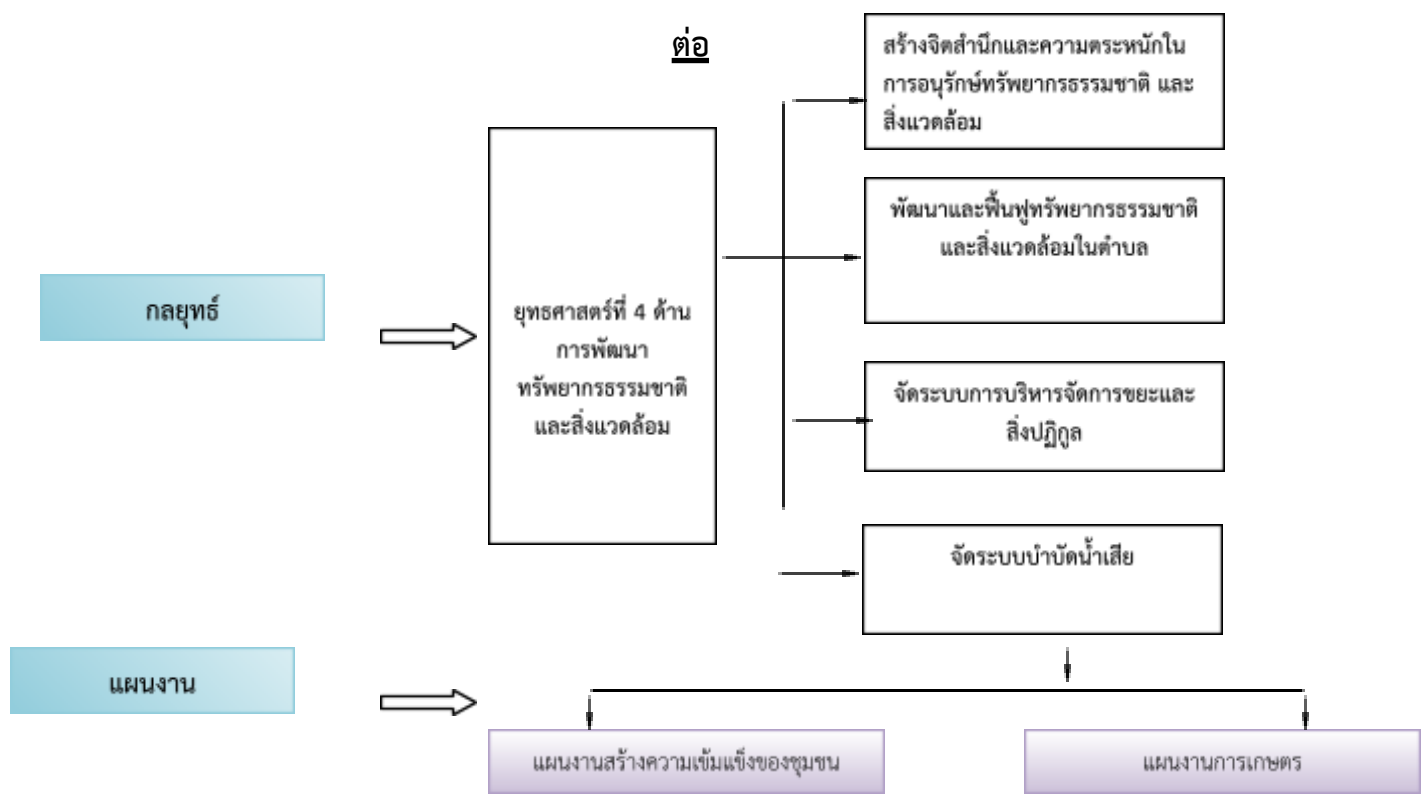 ต่อ
สร้างจิตสำนึกและความตระหนักใน
การอนุรักษ์ทรัพยากรธรรมชาติ และ
สิ่งแวดล้อม
พัฒนาและฟื้นฟูทรัพยากรธรรมชาติ
และสิ่งแวดล้อมในตำบล
กลยุทธ์
ยุทธศาสตร์ที่ 4 ด้าน
การพัฒนา
ทรัพยากรธรรมชาติ
และสิ่งแวดล้อม
จัดระบบการบริหารจัดการขยะและ
สิ่งปฏิกูล
จัดระบบบำบัดน้ำเสีย
แผนงาน
แผนงานสร้างความเข้มแข็งของชุมชน
แผนงานการเกษตร